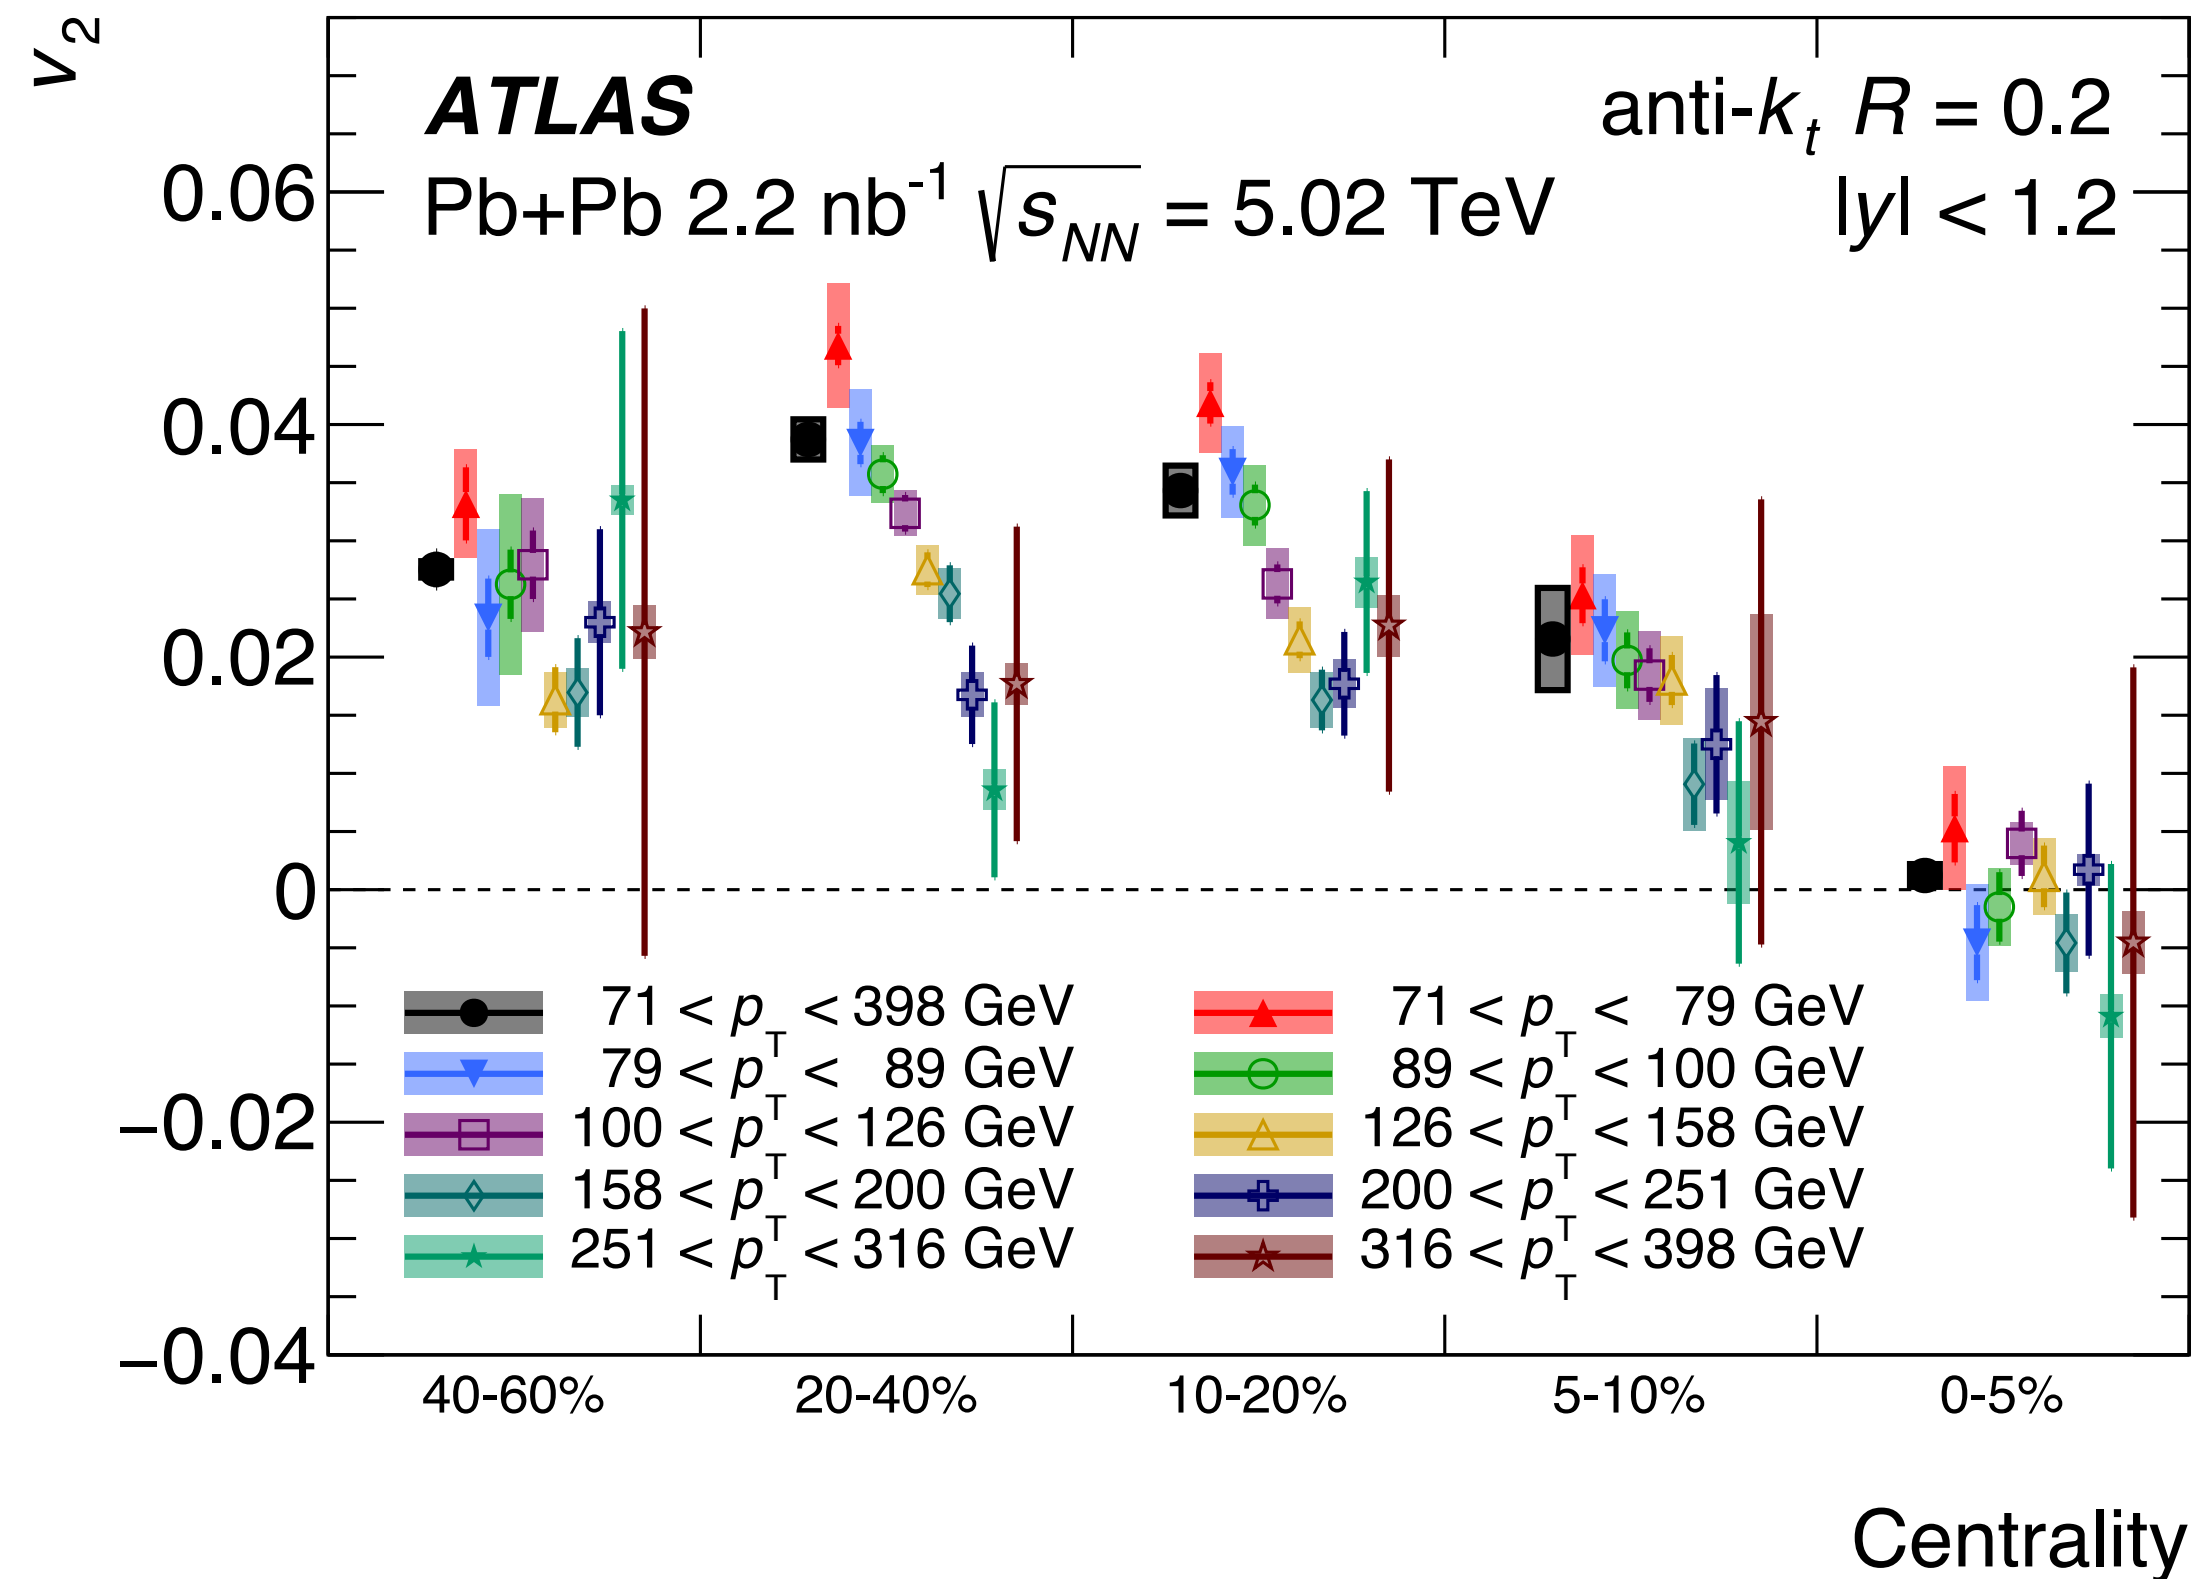 v2
ATLAS
anti-kt R = 0.2
Pb+Pb 2.2 nb-1 √sNN = 5.02 TeV
|y| < 1.2
0.06
0.04
0.02
0
−0.02
−0.04
71 < pT < 398 GeV
71 < pT < 79 GeV
79 < pT < 89 GeV
89 < pT < 100 GeV
100 < pT < 126 GeV
126 < pT < 158 GeV
158 < pT < 200 GeV
200 < pT < 251 GeV
251 < pT < 316 GeV
316 < pT < 398 GeV
40-60% 20-40% 10-20% 5-10% 0-5%
Centrality